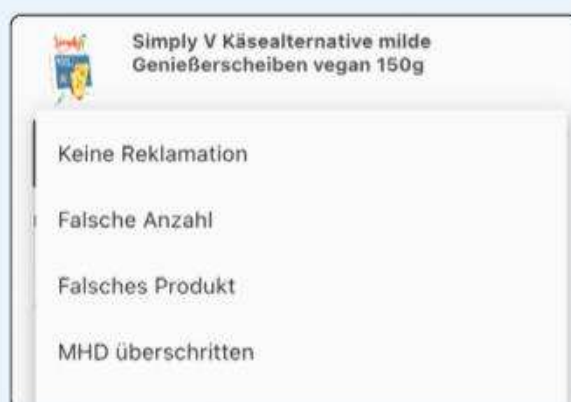 Simply V Käsealternative milde
Genießerscheiben vegan 150g
Keine Reklamation
Falsche Anzahl
Falsches Produkt
MHD überschritten